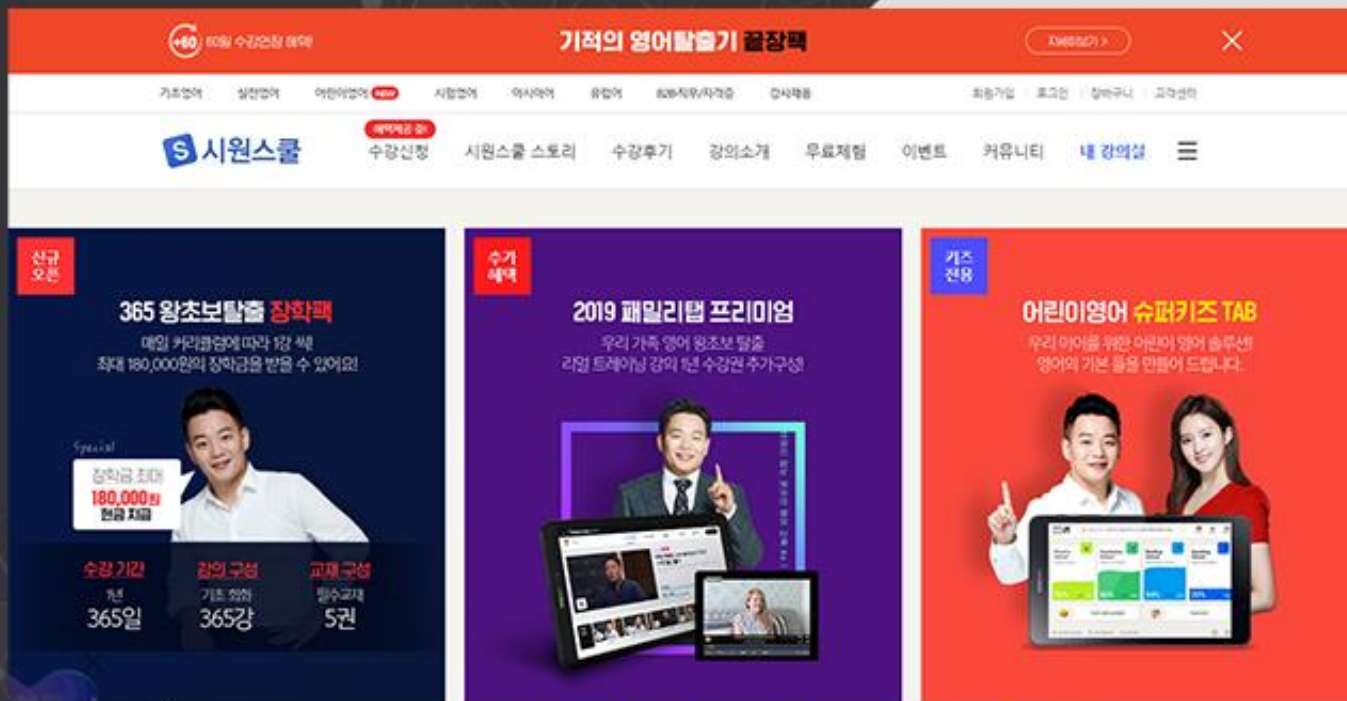 +60 60일 수강연장 혜택!
기적의 영어탈출기 끝장팩
자세히보기 >
기초영어 실전영어 어린이영어 NEW 시험영어 아시아어 유럽어 B2B/직무/자격증 강사채용
회원가입 로그인 장바구니 고객센터
혜택제공 중!
S 시원스쿨 수강신청 시원스쿨 스토리 수강후기 강의소개 무료체험 이벤트 커뮤니티 내 강의실
신규
오픈
365 왕초보탈출 장학팩
매일 커리큘럼에 따라 1강 씩!
최대 180,000원의 장학금을 받을 수 있어요!
Special
장학금 최대
180,000원
현금 지급
수강 기간 강의 구성 교재 구성
1년 기초 회화 필수교재
365일 365강 5권
추가
혜택
2019 패밀리탭 프리미엄
우리 가족 영어 왕초보 탈출
리얼 트레이닝 강의 1년 수강권 추가구성!
키즈
전용
어린이영어 슈퍼키즈 TAB
우리 아이를 위한 어린이 영어 솔루션!
영어의 기본 틀을 만들어 드립니다.